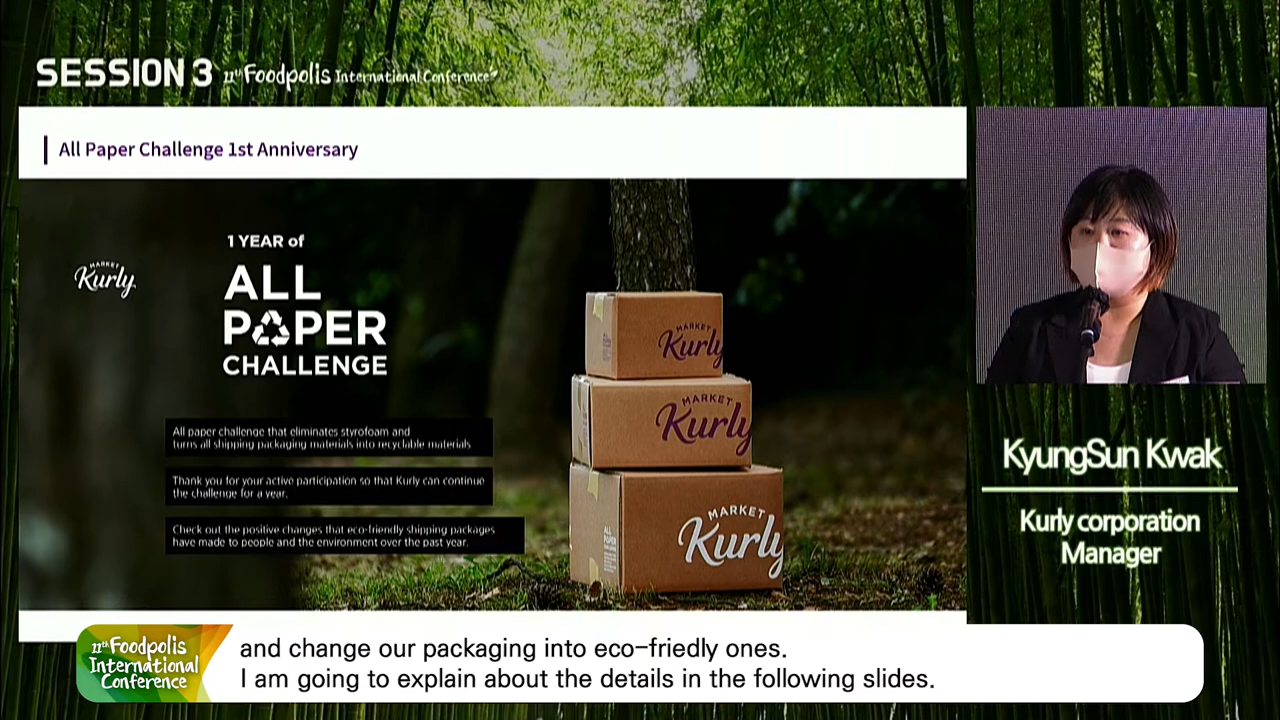 SESSION 3 11th Foodpolis International Conference
All Paper Challenge 1st Anniversary
1 YEAR of
MARKET
Kurly
ALL
PAPER
CHALLENGE
All paper challenge that eliminates styrofoam and
turns all shipping packaging materials into recyclable materials
Thank you for your active participation so that Kurly can continue
the challenge for a year.
Check out the positive changes that eco-friendly shipping packages
have made to people and the environment over the past year.
MARKET
Kurly
MARKET
Kurly
MARKET
Kurly
ALL
PAPER
KyungSun Kwak
Kurly corporation
Manager
11th Foodpolis
International
Conference
and change our packaging into eco-friedly ones.
I am going to explain about the details in the following slides.